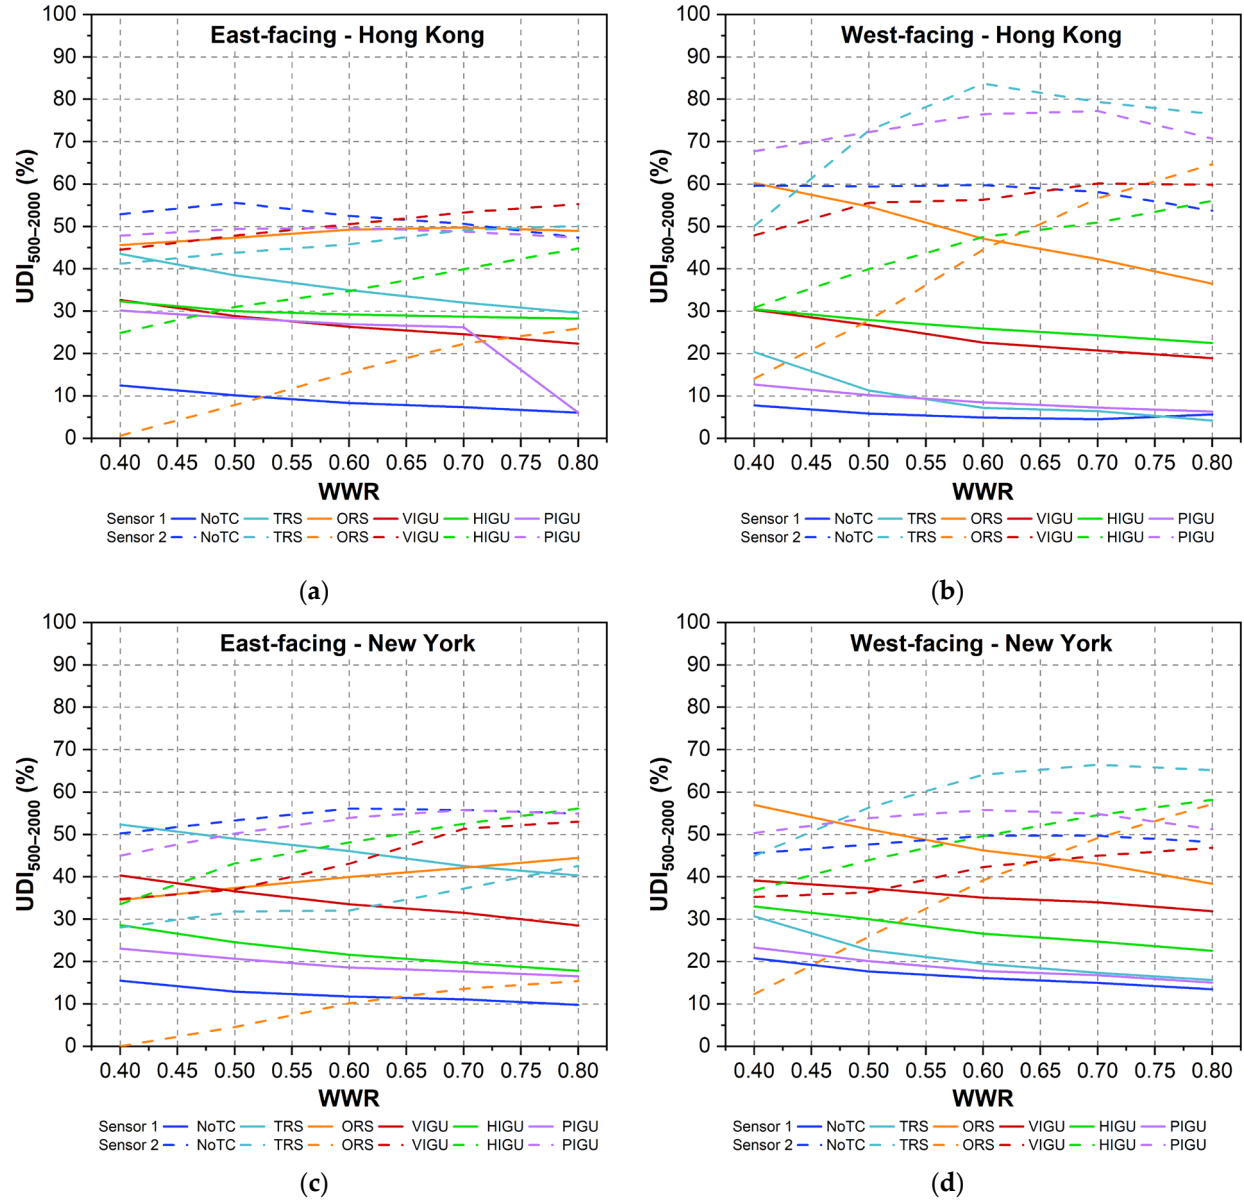 East-facing - Hong Kong
UDI500–2000 (%)
100
90
80
70
60
50
40
30
20
10
0
0.40 0.45 0.50 0.55 0.60 0.65 0.70 0.75 0.80
WWR
Sensor 1 NoTC TRS ORS VIGU HIGU PIGU
Sensor 2 NoTC TRS ORS VIGU HIGU PIGU
(a)
West-facing - Hong Kong
UDI500–2000 (%)
100
90
80
70
60
50
40
30
20
10
0
0.40 0.45 0.50 0.55 0.60 0.65 0.70 0.75 0.80
WWR
Sensor 1 NoTC TRS ORS VIGU HIGU PIGU
Sensor 2 NoTC TRS ORS VIGU HIGU PIGU
(b)
East-facing - New York
UDI500–2000 (%)
100
90
80
70
60
50
40
30
20
10
0
0.40 0.45 0.50 0.55 0.60 0.65 0.70 0.75 0.80
WWR
Sensor 1 NoTC TRS ORS VIGU HIGU PIGU
Sensor 2 NoTC TRS ORS VIGU HIGU PIGU
(c)
West-facing - New York
UDI500–2000 (%)
100
90
80
70
60
50
40
30
20
10
0
0.40 0.45 0.50 0.55 0.60 0.65 0.70 0.75 0.80
WWR
Sensor 1 NoTC TRS ORS VIGU HIGU PIGU
Sensor 2 NoTC TRS ORS VIGU HIGU PIGU
(d)